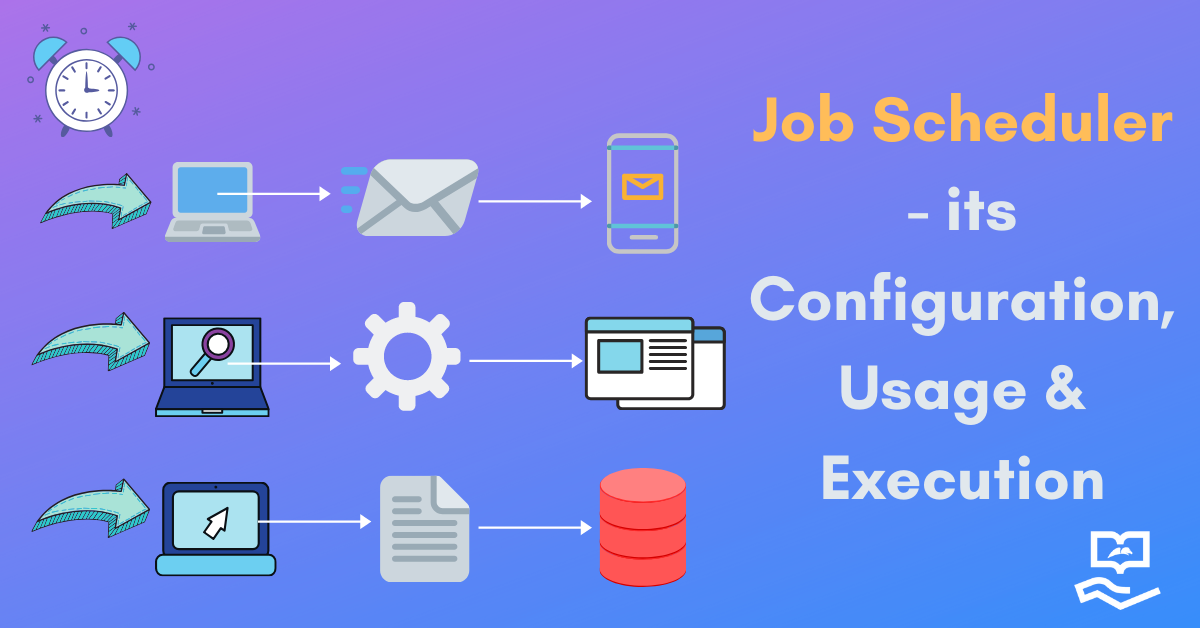 Job Scheduler
- its
Configuration,
Usage &
Execution